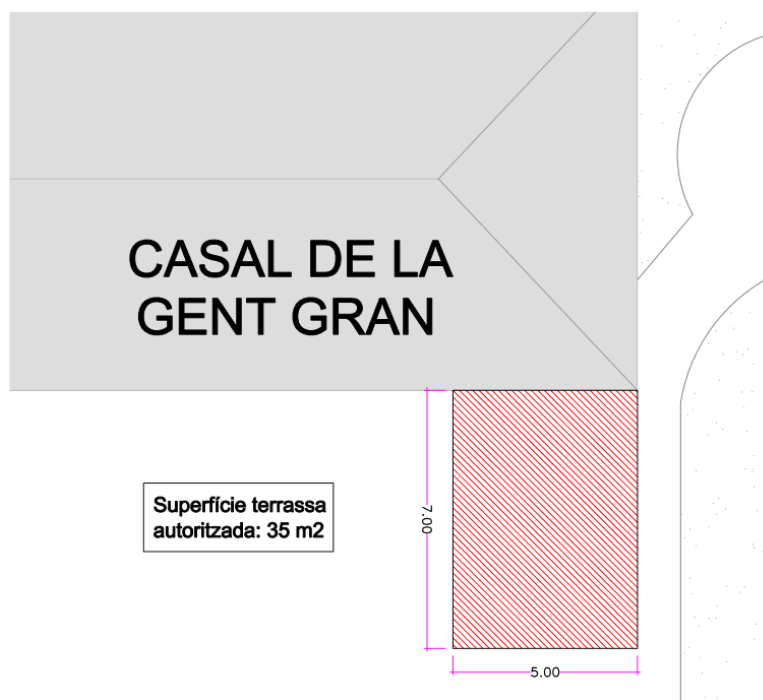 CASAL DE LA
GENT GRAN
Superfície terrassa
autoritzada: 35 m2
7.00
5.00